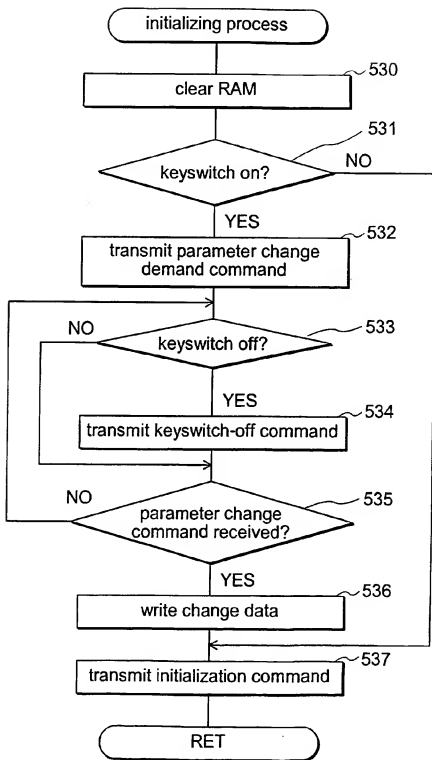 initializing process
530
clear RAM
531
keyswitch on?
NO
YES
532
transmit parameter change
demand command
533
NO
keyswitch off?
YES
534
transmit keyswitch-off command
NO
535
parameter change
command received?
YES
536
write change data
537
transmit initialization command
RET